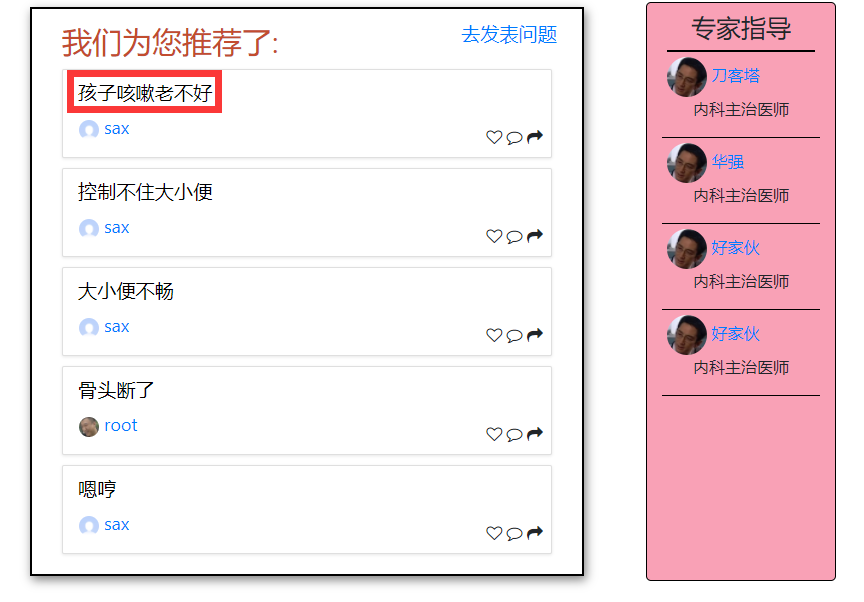 我们为您推荐了:
去发表问题
孩子咳嗽老不好
sax
控制不住大小便
sax
大小便不畅
sax
骨头断了
root
嗯哼
sax
专家指导
刀客塔
内科主治医师
华强
内科主治医师
好家伙
内科主治医师
好家伙
内科主治医师